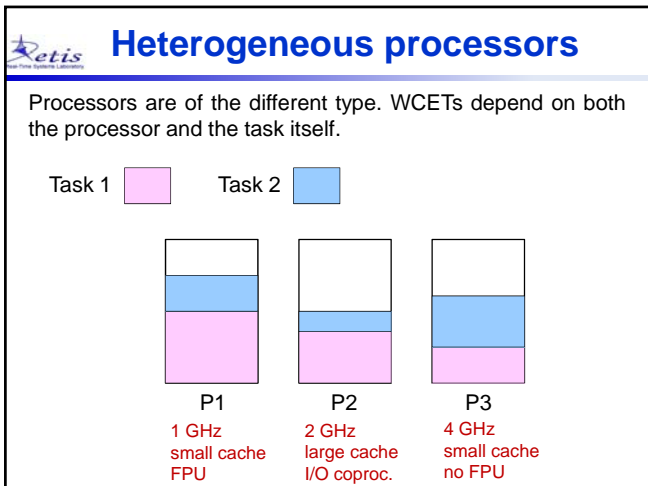 Retis
Real-Time Systems Laboratory
Heterogeneous processors
Processors are of the different type. WCETs depend on both
the processor and the task itself.
Task 1 Task 2
P1 P2 P3
1 GHz 2 GHz 4 GHz
small cache large cache small cache
FPU I/O coproc. no FPU